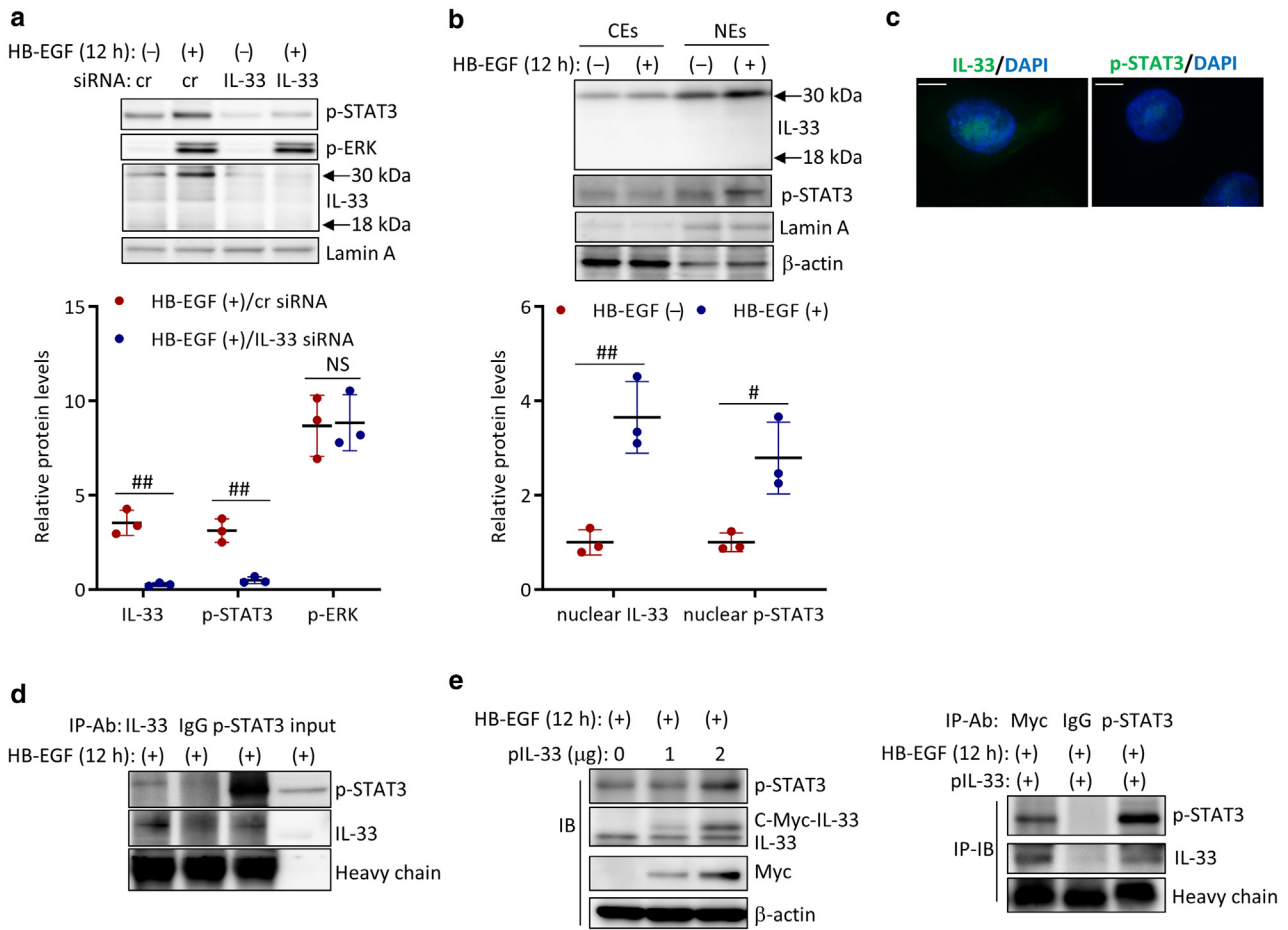 a
HB-EGF (12 h): (–) (+) (–) (+)
siRNA: cr cr IL-33 IL-33
p-STAT3
p-ERK
30 kDa
IL-33
18 kDa
Lamin A
15
10
5
0
Relative protein levels
HB-EGF (+)/cr siRNA
HB-EGF (+)/IL-33 siRNA
NS
##
##
IL-33 p-STAT3 p-ERK
b
CEs NEs
HB-EGF (12 h): (–) (+) (–) (+)
30 kDa
IL-33
18 kDa
p-STAT3
Lamin A
β-actin
6
4
2
0
Relative protein levels
HB-EGF (–) HB-EGF (+)
##
#
nuclear IL-33 nuclear p-STAT3
c
IL-33/DAPI p-STAT3/DAPI
d
IP-Ab: IL-33 IgG p-STAT3 input
HB-EGF (12 h): (+) (+) (+) (+)
p-STAT3
IL-33
Heavy chain
e
HB-EGF (12 h): (+) (+) (+)
pIL-33 (μg): 0 1 2
IB
p-STAT3
C-Myc-IL-33
IL-33
Myc
β-actin
IP-Ab: Myc IgG p-STAT3
HB-EGF (12 h): (+) (+) (+)
pIL-33: (+) (+) (+)
IP-IB
p-STAT3
IL-33
Heavy chain